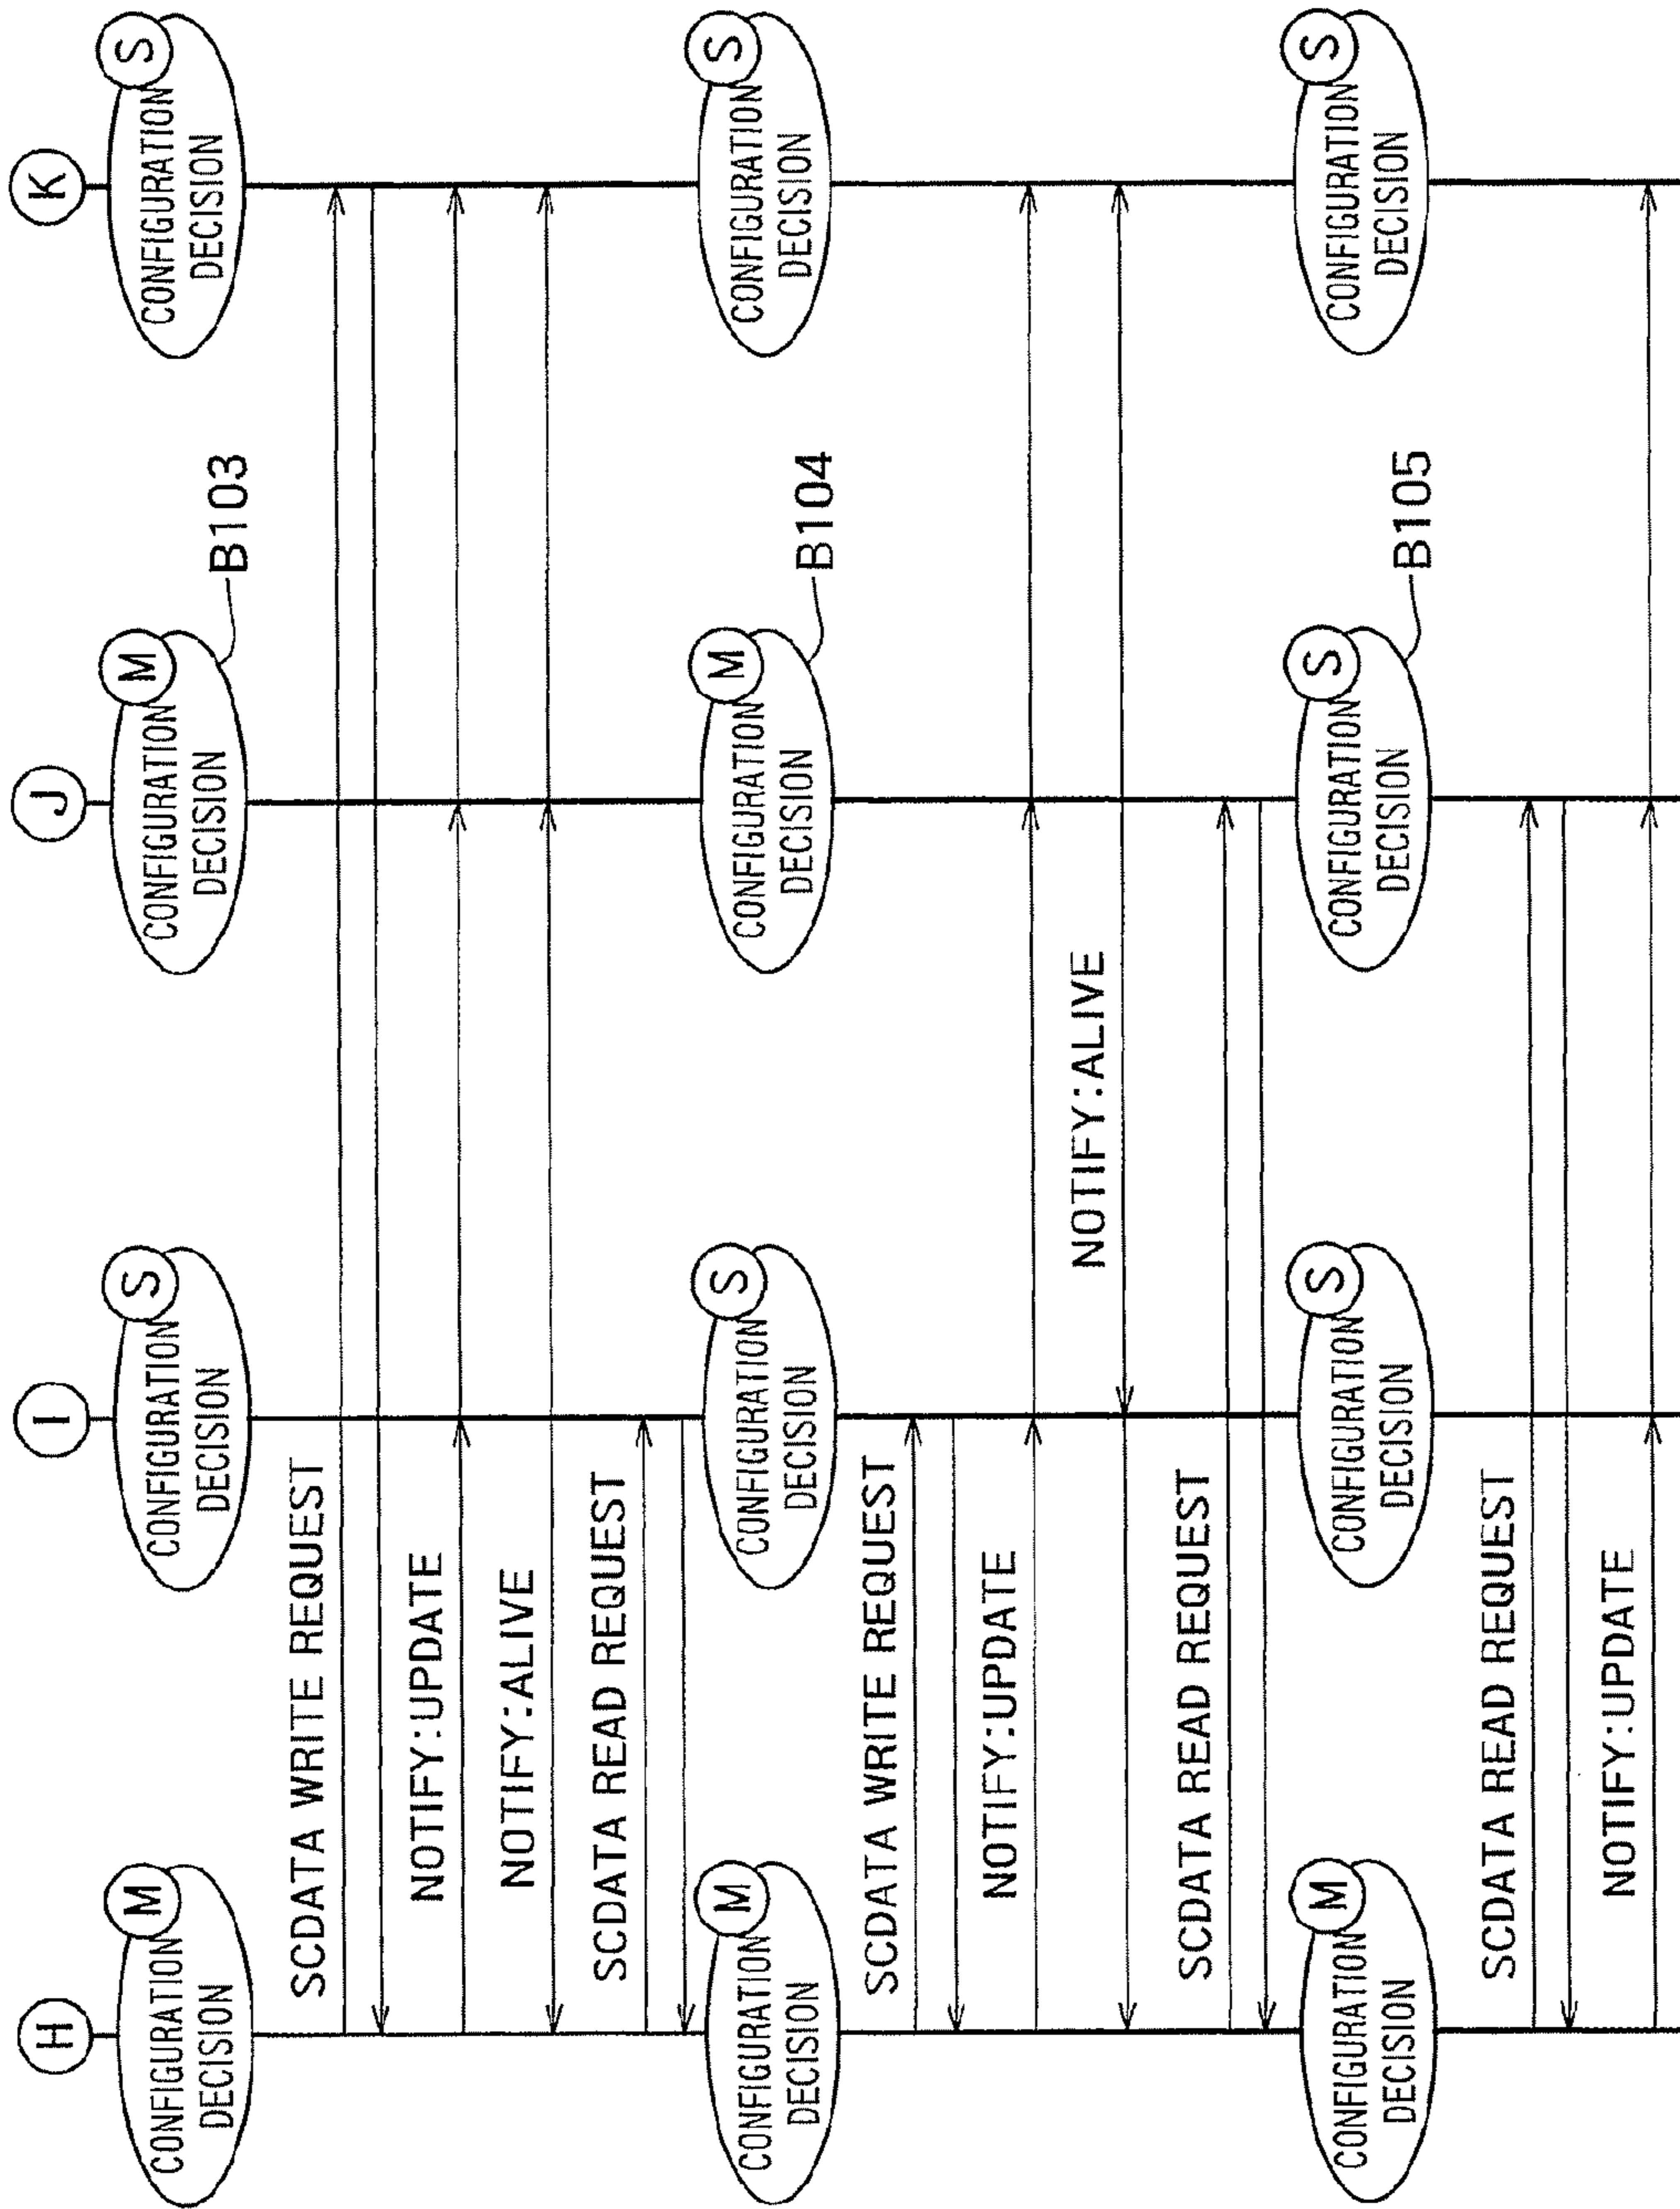 H
I
J
K
CONFIGURATION
DECISION
M
CONFIGURATION
DECISION
S
CONFIGURATION
DECISION
M
B103
CONFIGURATION
DECISION
S
SCDATA WRITE REQUEST
NOTIFY:UPDATE
NOTIFY:ALIVE
SCDATA READ REQUEST
CONFIGURATION
DECISION
M
CONFIGURATION
DECISION
S
CONFIGURATION
DECISION
M
B104
CONFIGURATION
DECISION
S
SCDATA WRITE REQUEST
NOTIFY:UPDATE
NOTIFY:ALIVE
SCDATA READ REQUEST
CONFIGURATION
DECISION
M
CONFIGURATION
DECISION
S
CONFIGURATION
DECISION
S
B105
CONFIGURATION
DECISION
S
SCDATA READ REQUEST
NOTIFY:UPDATE